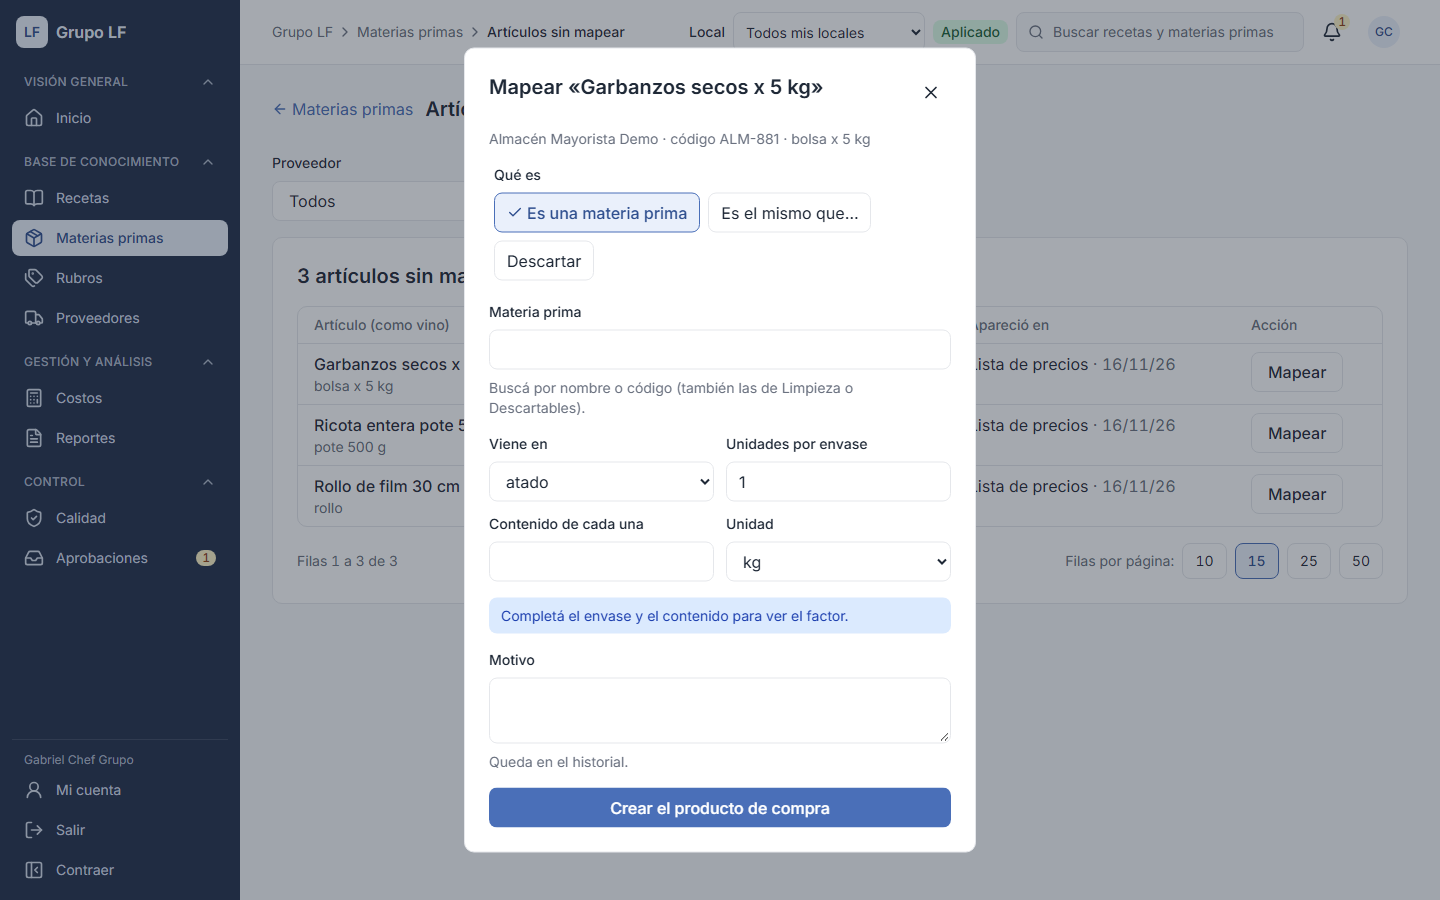 LF Grupo LF
VISIÓN GENERAL
Inicio
BASE DE CONOCIMIENTO
Recetas
Materias primas
Rubros
Proveedores
GESTIÓN Y ANÁLISIS
Costos
Reportes
CONTROL
Calidad
Aprobaciones 1
Gabriel Chef Grupo
Mi cuenta
Salir
Contraer
Grupo LF > Materias primas > Artículos sin mapear
Local Todos mis locales Aplicado Buscar recetas y materias primas 1 GC
← Materias primas
Proveedor
Todos
3 artículos sin
Artículo (como vino) Apareció en Acción
Garbanzos secos x Lista de precios · 16/11/26 Mapear
bolsa x 5 kg
Ricota entera pote Lista de precios · 16/11/26 Mapear
pote 500 g
Rollo de film 30 cm Lista de precios · 16/11/26 Mapear
rollo
Filas 1 a 3 de 3 Filas por página: 10 15 25 50
Mapear «Garbanzos secos x 5 kg»
Almacén Mayorista Demo · código ALM-881 · bolsa x 5 kg
Qué es
✓ Es una materia prima Es el mismo que...
Descartar
Materia prima
Buscá por nombre o código (también las de Limpieza o
Descartables).
Viene en Unidades por envase
atado 1
Contenido de cada una Unidad
kg
Completá el envase y el contenido para ver el factor.
Motivo
Queda en el historial.
Crear el producto de compra